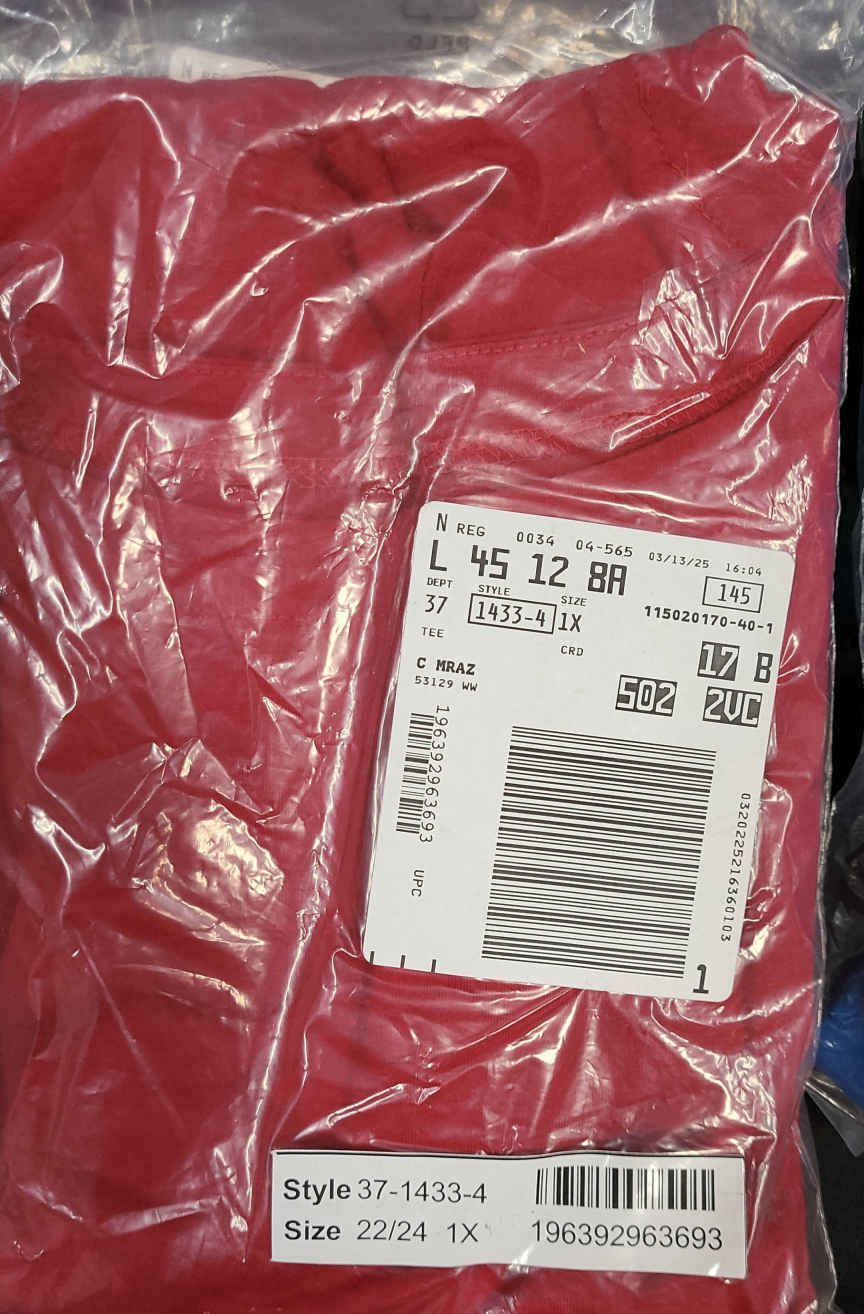 N REG 0034 04-565 03/13/25 16:04
L 45 12 8A 145
DEPT STYLE SIZE
37 1433-4 1X 115020170-40-1
TEE CRD
17 B
C MRAZ
53129 WW
502 2VC
196392963693
UPC
0320225216360103
1
Style 37-1433-4
Size 22/24 1X 196392963693